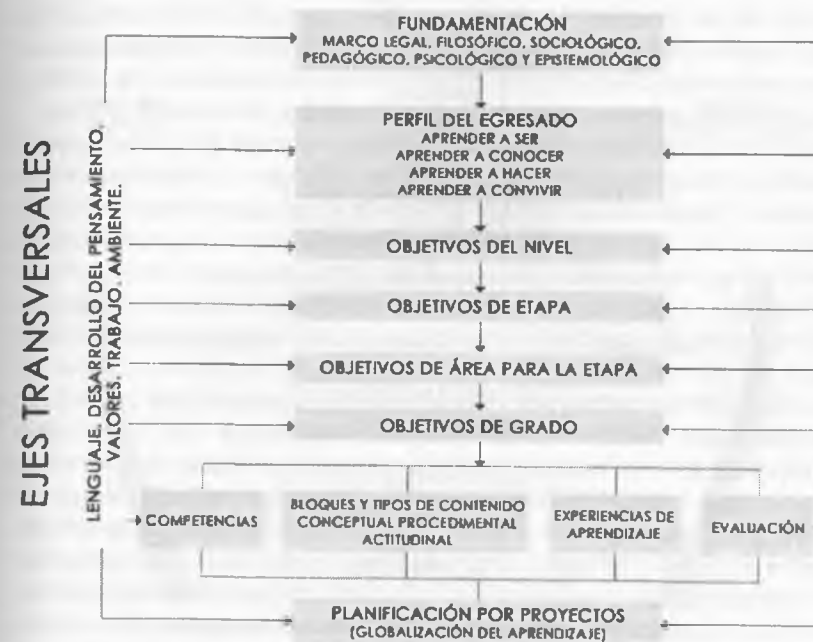 EJES TRANSVERSALES
LENGUAJE, DESARROLLO DEL PENSAMIENTO,
VALORES, TRABAJO, AMBIENTE.
FUNDAMENTACIÓN
MARCO LEGAL, FILOSÓFICO, SOCIOLÓGICO,
PEDAGÓGICO, PSICOLÓGICO Y EPISTEMOLÓGICO
PERFIL DEL EGRESADO
APRENDER A SER
APRENDER A CONOCER
APRENDER A HACER
APRENDER A CONVIVIR
OBJETIVOS DEL NIVEL
OBJETIVOS DE ETAPA
OBJETIVOS DE ÁREA PARA LA ETAPA
OBJETIVOS DE GRADO
COMPETENCIAS
BLOQUES Y TIPOS DE CONTENIDO
CONCEPTUAL PROCEDIMENTAL
ACTITUDINAL
EXPERIENCIAS DE
APRENDIZAJE
EVALUACIÓN
PLANIFICACIÓN POR PROYECTOS
(GLOBALIZACIÓN DEL APRENDIZAJE)